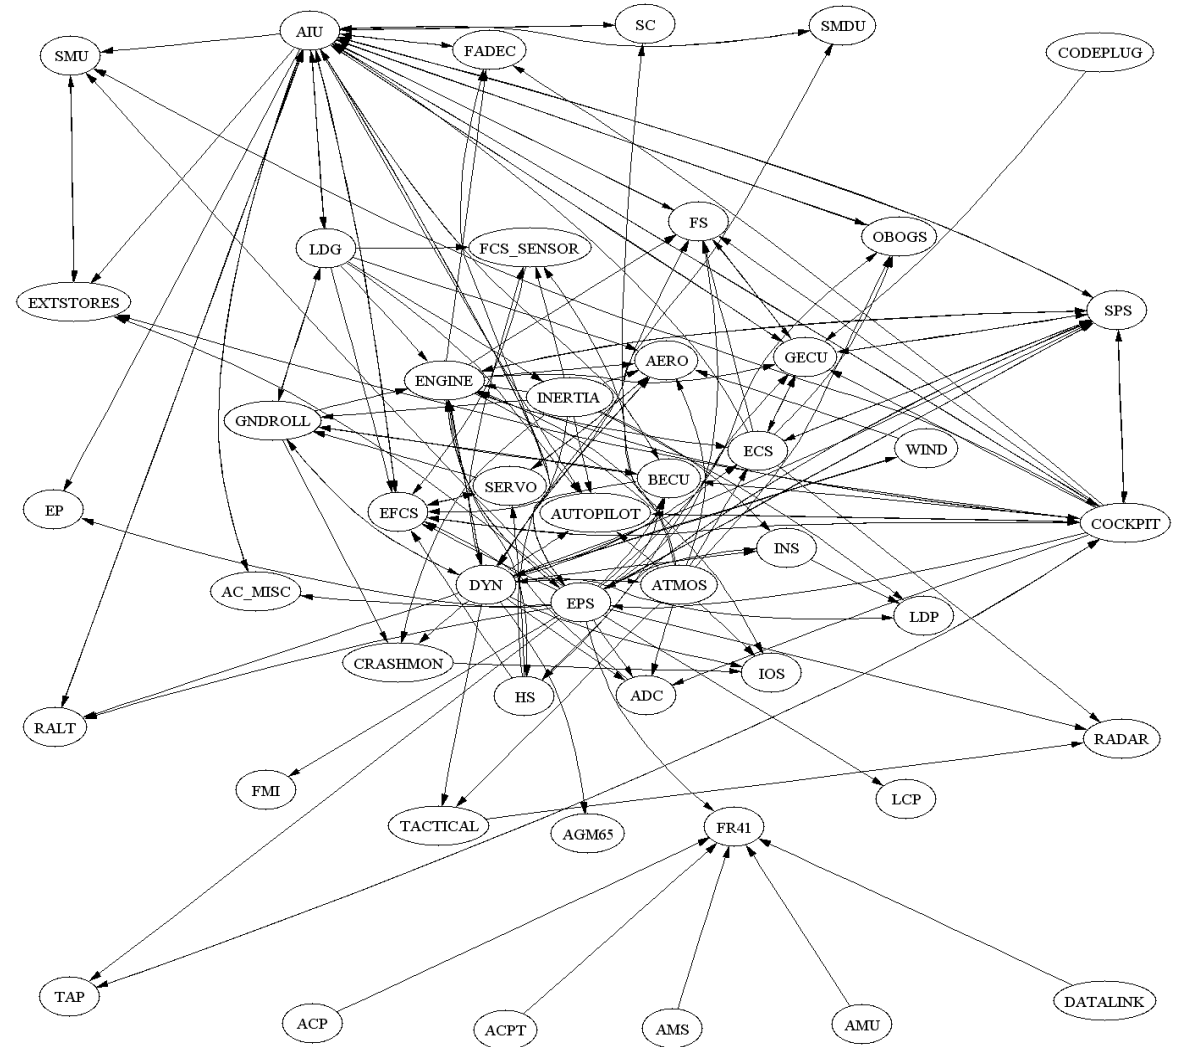 AIU
SC
SMDU
SMU
FADEC
CODEPLUG
FS
OBOGS
LDG
FCS_SENSOR
EXTSTORES
SPS
GECU
AERO
ENGINE
INERTIA
GNDROLL
ECS
WIND
BECU
SERVO
EP
EFCS
AUTOPILOT
COCKPIT
INS
AC_MISC
DYN
ATMOS
EPS
LDP
CRASHMON
IOS
HS
ADC
RALT
RADAR
FMI
LCP
TACTICAL
AGM65
FR41
TAP
DATALINK
ACP
ACPT
AMS
AMU